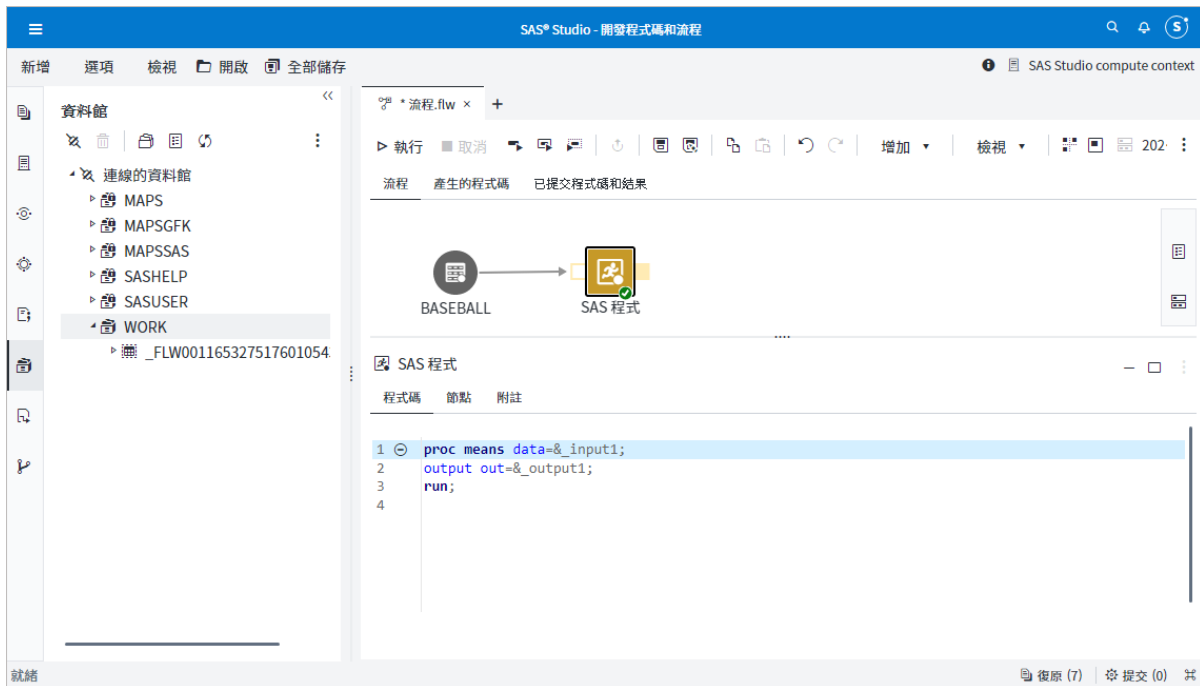 SAS® Studio - 開發程式碼和流程
S
新增 選項 檢視 開啟 全部儲存 SAS Studio compute context
資料館
連線的資料館
MAPS
MAPSGFK
MAPSSAS
SASHELP
SASUSER
WORK
_FLW001165327517601054
* 流程.flw × +
執行 取消 增加 檢視 202
流程 產生的程式碼 已提交程式碼和結果
BASEBALL SAS 程式
SAS 程式
程式碼 節點 附註
1 proc means data=&_input1;
2 output out=&_output1;
3 run;
4
就緒 復原 (7) 提交 (0)